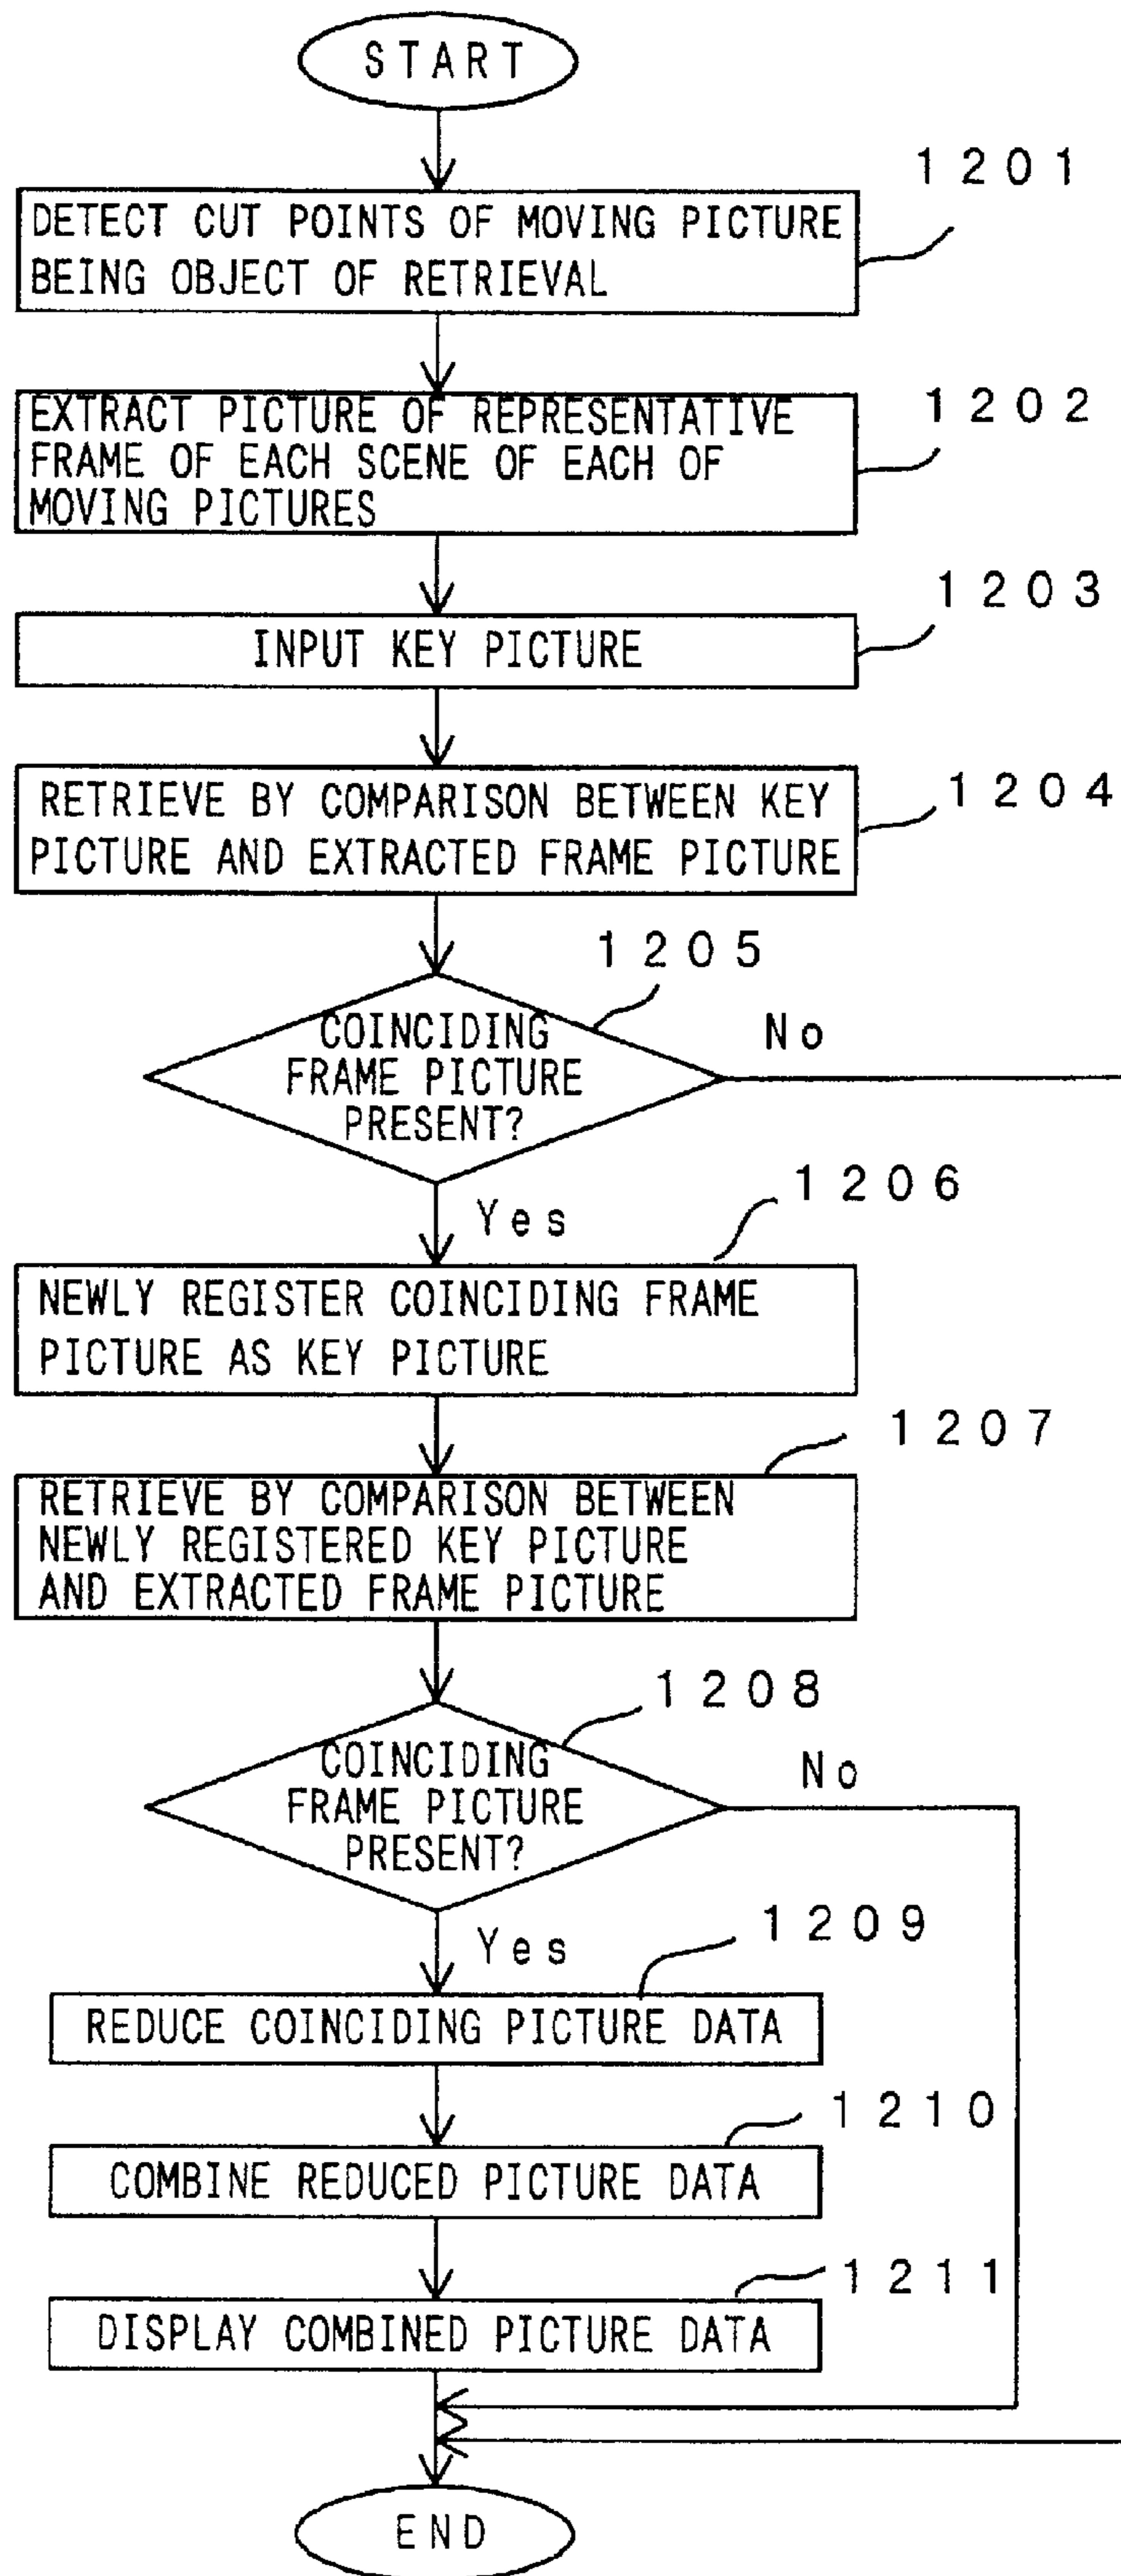 START
1201
DETECT CUT POINTS OF MOVING PICTURE
BEING OBJECT OF RETRIEVAL
1202
EXTRACT PICTURE OF REPRESENTATIVE
FRAME OF EACH SCENE OF EACH OF
MOVING PICTURES
1203
INPUT KEY PICTURE
1204
RETRIEVE BY COMPARISON BETWEEN KEY
PICTURE AND EXTRACTED FRAME PICTURE
1205
COINCIDING
FRAME PICTURE
PRESENT?
No
Yes
1206
NEWLY REGISTER COINCIDING FRAME
PICTURE AS KEY PICTURE
1207
RETRIEVE BY COMPARISON BETWEEN
NEWLY REGISTERED KEY PICTURE
AND EXTRACTED FRAME PICTURE
1208
COINCIDING
FRAME PICTURE
PRESENT?
No
Yes
1209
REDUCE COINCIDING PICTURE DATA
1210
COMBINE REDUCED PICTURE DATA
1211
DISPLAY COMBINED PICTURE DATA
END